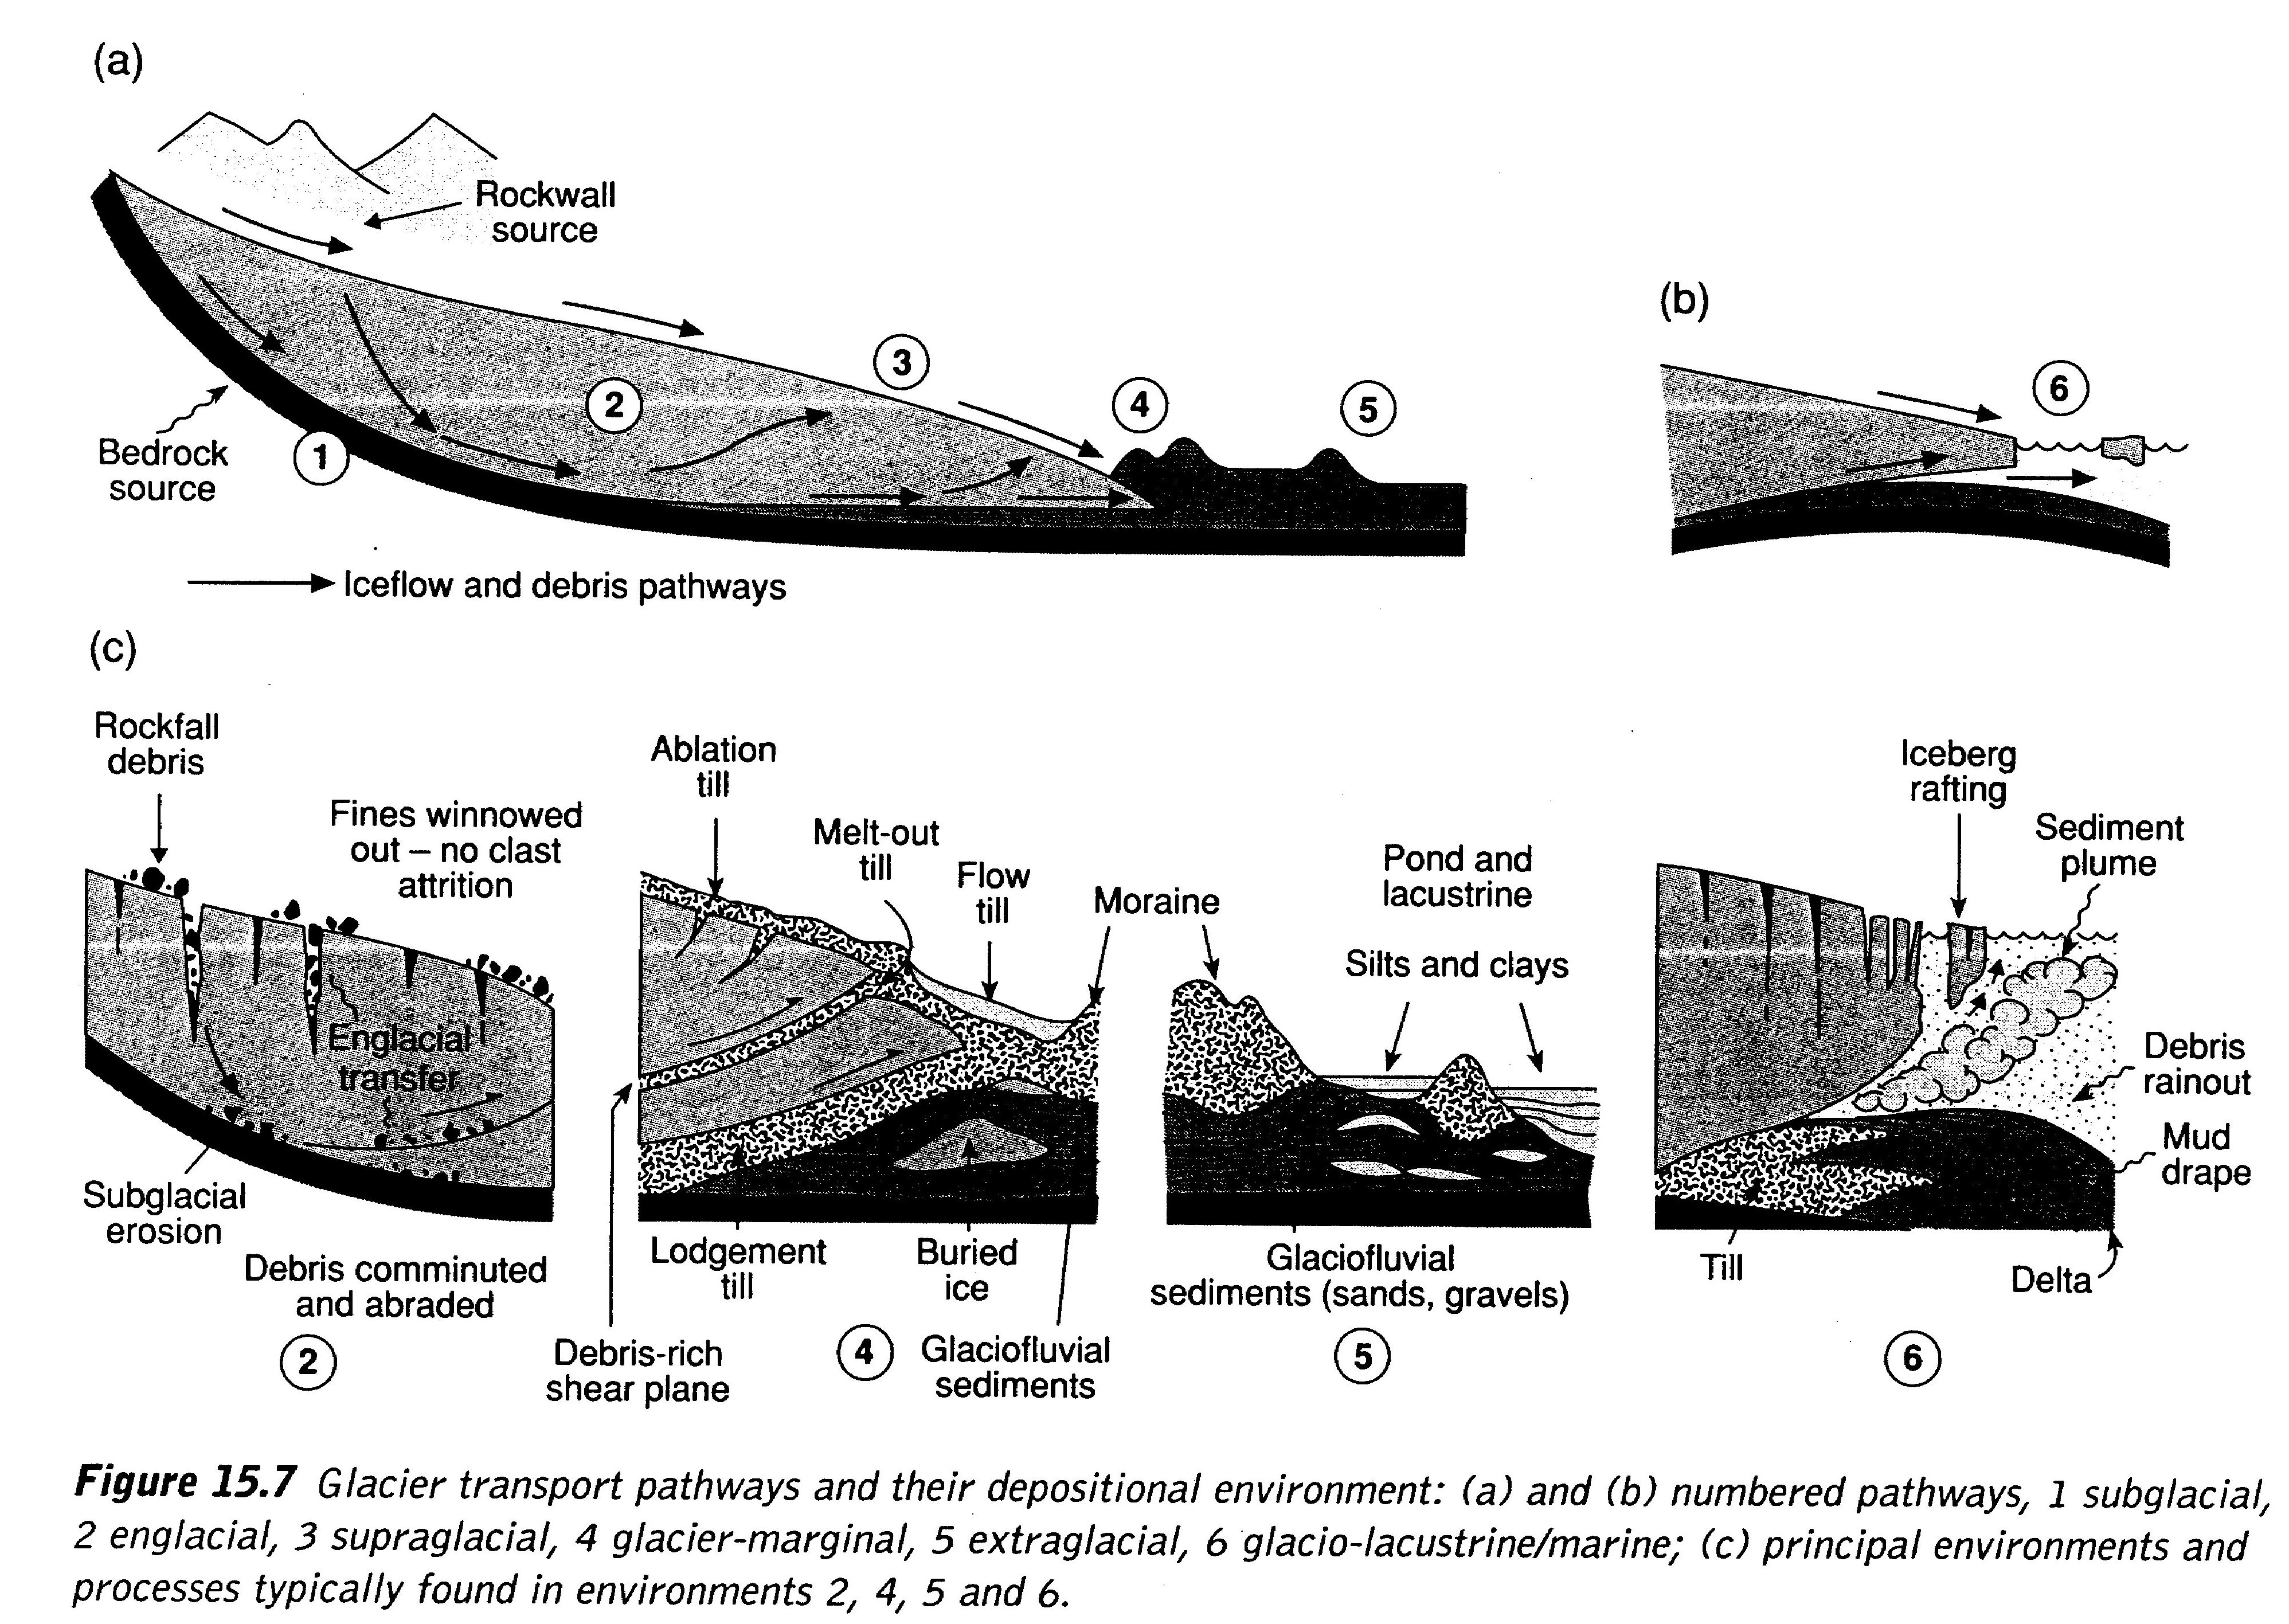 (a)
Rockwall
source
(b)
3
6
2
4
5
Bedrock
source
1
Iceflow and debris pathways
(c)
Rockfall
debris
Fines winnowed
out – no clast
attrition
Englacial
transfer
Subglacial
erosion
Debris comminuted
and abraded
2
Ablation
till
Melt-out
till
Flow
till
Moraine
Lodgement
till
Buried
ice
Debris-rich
shear plane
4
Glaciofluvial
sediments
Pond and
lacustrine
Silts and clays
Glaciofluvial
sediments (sands, gravels)
5
Iceberg
rafting
Sediment
plume
Debris
rainout
Mud
drape
Till
Delta
6
Figure 15.7 Glacier transport pathways and their depositional environment: (a) and (b) numbered pathways, 1 subglacial,
2 englacial, 3 supraglacial, 4 glacier-marginal, 5 extraglacial, 6 glacio-lacustrine/marine; (c) principal environments and
processes typically found in environments 2, 4, 5 and 6.